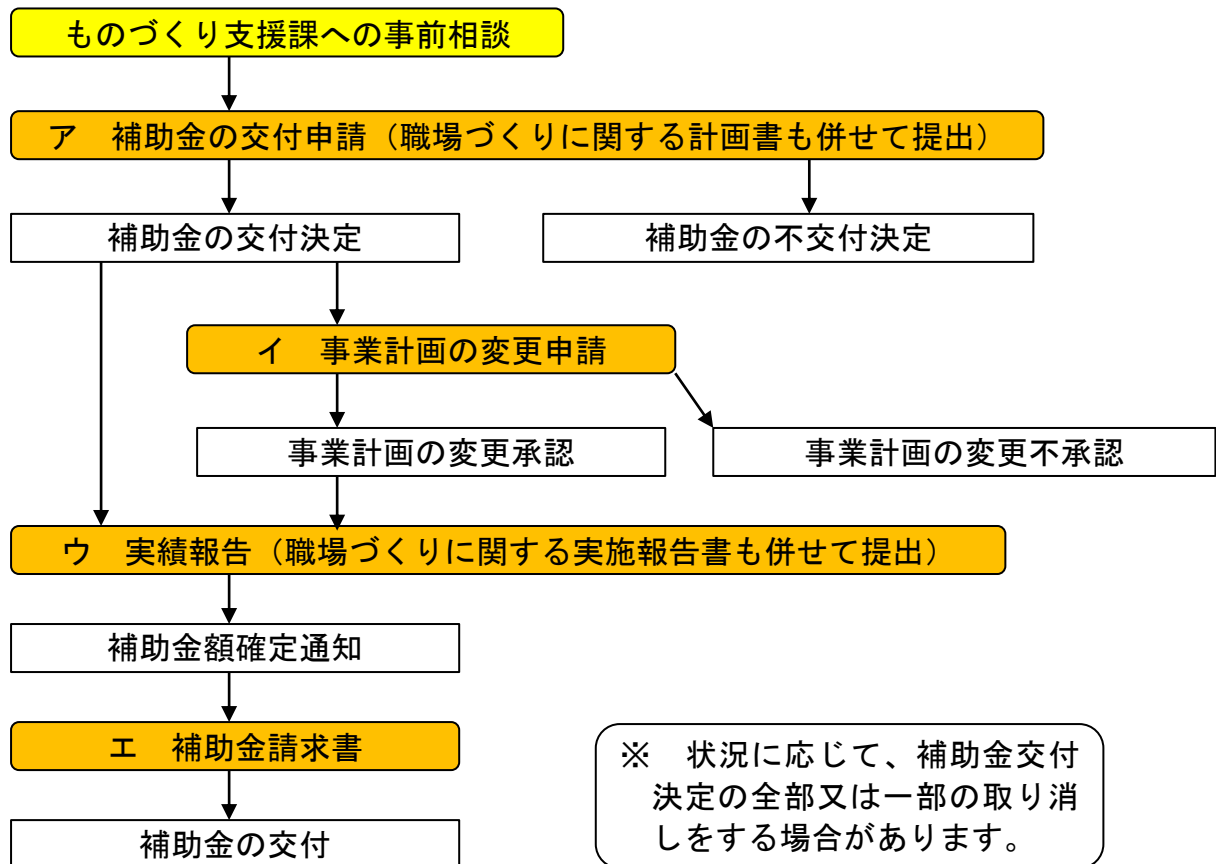 ものづくり支援課への事前相談
ア　補助金の交付申請（職場づくりに関する計画書も併せて提出）
補助金の交付決定
補助金の不交付決定
イ　事業計画の変更申請
事業計画の変更承認
事業計画の変更不承認
ウ　実績報告（職場づくりに関する実施報告書も併せて提出）
補助金額確定通知
エ　補助金請求書
※　状況に応じて、補助金交付
決定の全部又は一部の取り消
しをする場合があります。
補助金の交付